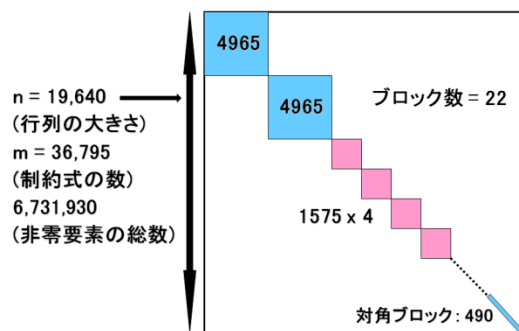 4965
4965
n = 19,640
(行列の大きさ)
m = 36,795
(制約式の数)
6,731,930
(非零要素の総数)
ブロック数 = 22
1575 x 4
対角ブロック: 490